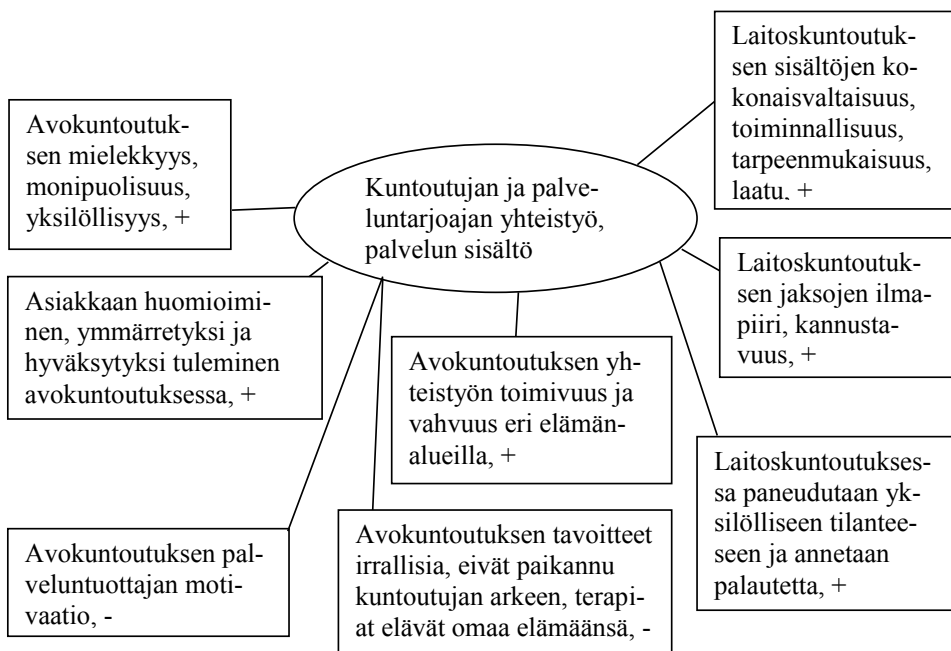 Laitoskuntoutuk-
sen sisältöjen ko-
konaisvaltaisuus,
toiminnallisuus,
tarpeenmukaisuus,
laatu, +
Avokuntoutuk-
sen mielekkyys,
monipuolisuus,
yksilöllisyys, +
Kuntoutujan ja palve-
luntarjoajan yhteistyö,
palvelun sisältö
Laitoskuntoutuk-
sen jaksojen ilma-
piiri, kannusta-
vuus, +
Asiakkaan huomioimi-
nen, ymmärretyksi ja
hyväksytyksi tuleminen
avokuntoutuksessa, +
Avokuntoutuksen yh-
teistyön toimivuus ja
vahvuus eri elämän-
alueilla, +
Laitoskuntoutukses-
sa paneudutaan yk-
silölliseen tilantee-
seen ja annetaan
palautetta, +
Avokuntoutuksen pal-
veluntuottajan moti-
vaatio, -
Avokuntoutuksen tavoitteet
irrallisia, eivät paikannu
kuntoutujan arkeen, terapi-
at elävät omaa elämäänsä, -